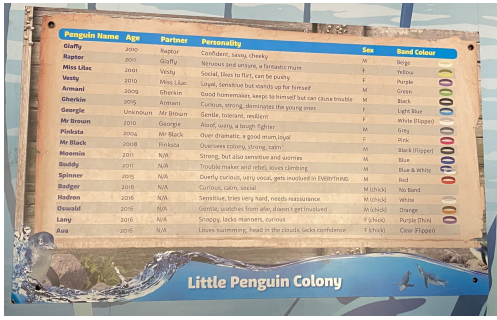 Penguin Name Age Partner Personality Sex Band Colour
Giaffy 2010 Raptor Confident, sassy, cheeky M Beige
Raptor 2011 Giaffy Nervous and unsure, a fantastic mum F Yellow
Miss Lilac 2001 Vesty Social, likes to flirt, can be pushy F Purple
Vesty 2010 Miss Lilac Loyal, sensitive but stands up for himself M Green
Armani 2009 Gherkin Good homemaker, keeps to himself but can cause trouble M Black
Gherkin 2015 Armani Curious, strong, dominates the young ones F Light Blue
Georgie Unknown Mr Brown Gentle, tolerant, resilient F White (Flipper)
Mr Brown 2010 Georgie Aloof, wary, a tough fighter M Grey
Pinksta 2004 Mr Black Over dramatic, a good mum, loyal F Pink
Mr Black 2008 Pinksta Oversees colony, strong, calm M Black (Flipper)
Moomin 2011 N/A Strong, but also sensitive and worries M Blue
Buddy 2011 N/A Trouble maker and rebel, loves climbing M Blue & White
Spinner 2015 N/A Overly curious, very vocal, gets involved in EVERYTHING M Red
Badger 2016 N/A Curious, calm, social M (chick) No Band
Hadron 2016 N/A Sensitive, tries very hard, needs reassurance M (chick) White
Oswald 2016 N/A Gentle, watches from afar, doesn't get involved M (chick) Orange
Lany 2016 N/A Snappy, lacks manners, curious F (chick) Purple (Thin)
Ava 2016 N/A Loves swimming, head in the clouds, lacks confidence F (chick) Clear (Flipper)
Little Penguin Colony